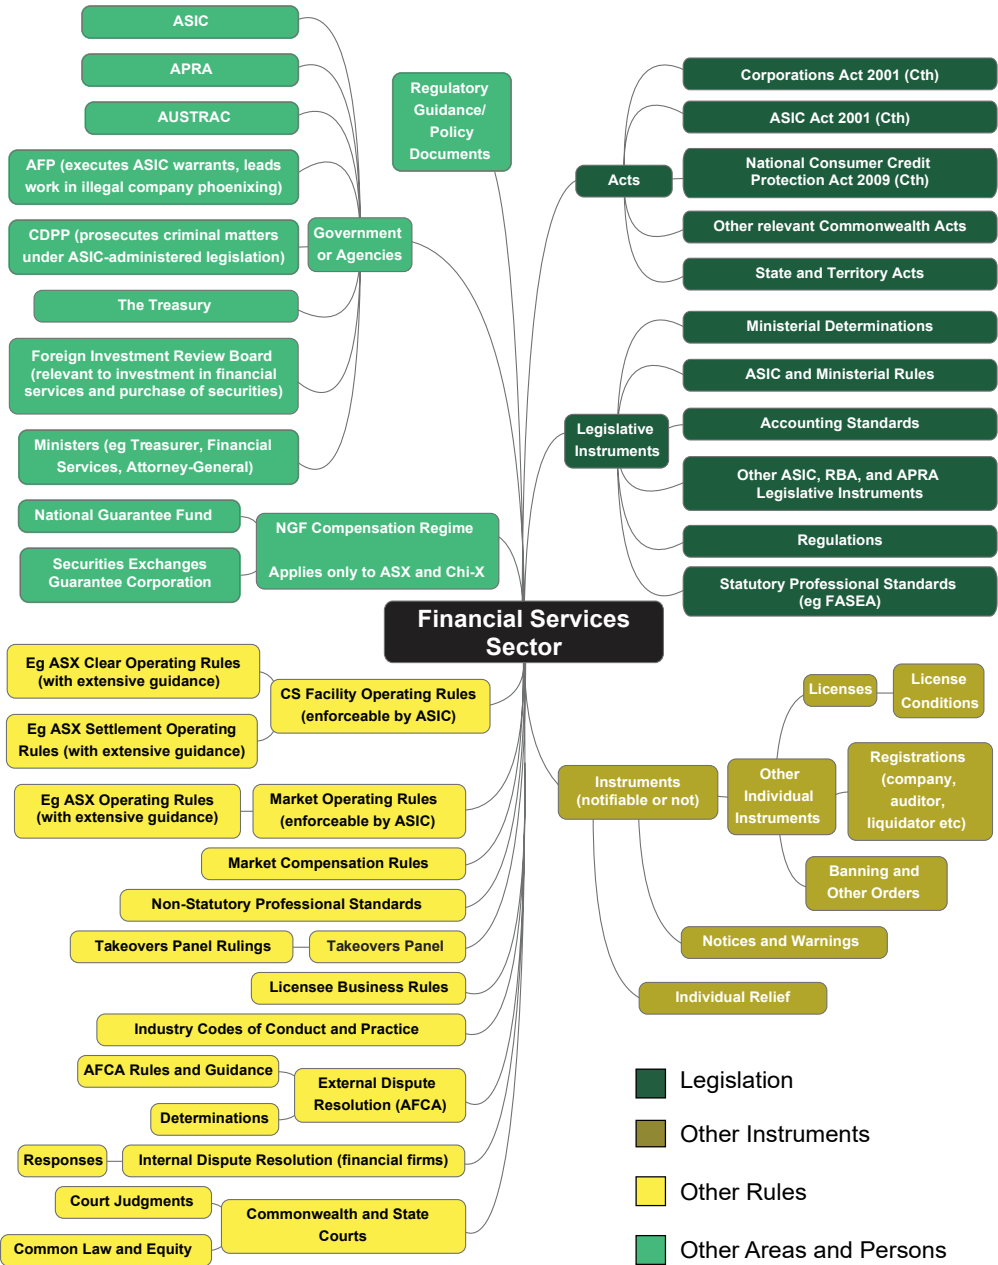 ASIC
APRA
AUSTRAC
AFP (executes ASIC warrants, leads
work in illegal company phoenixing)
CDPP (prosecutes criminal matters
under ASIC-administered legislation)
The Treasury
Foreign Investment Review Board
(relevant to investment in financial
services and purchase of securities)
Ministers (eg Treasurer, Financial
Services, Attorney-General)
Government
or Agencies
Regulatory
Guidance/
Policy
Documents
National Guarantee Fund
Securities Exchanges
Guarantee Corporation
NGF Compensation Regime
Applies only to ASX and Chi-X
Acts
Corporations Act 2001 (Cth)
ASIC Act 2001 (Cth)
National Consumer Credit
Protection Act 2009 (Cth)
Other relevant Commonwealth Acts
State and Territory Acts
Legislative
Instruments
Ministerial Determinations
ASIC and Ministerial Rules
Accounting Standards
Other ASIC, RBA, and APRA
Legislative Instruments
Regulations
Statutory Professional Standards
(eg FASEA)
Financial Services
Sector
Eg ASX Clear Operating Rules
(with extensive guidance)
Eg ASX Settlement Operating
Rules (with extensive guidance)
CS Facility Operating Rules
(enforceable by ASIC)
Eg ASX Operating Rules
(with extensive guidance)
Market Operating Rules
(enforceable by ASIC)
Market Compensation Rules
Non-Statutory Professional Standards
Takeovers Panel Rulings
Takeovers Panel
Licensee Business Rules
Industry Codes of Conduct and Practice
AFCA Rules and Guidance
Determinations
External Dispute
Resolution (AFCA)
Responses
Internal Dispute Resolution (financial firms)
Court Judgments
Common Law and Equity
Commonwealth and State
Courts
Instruments
(notifiable or not)
Other
Individual
Instruments
Licenses
License
Conditions
Registrations
(company,
auditor,
liquidator etc)
Banning and
Other Orders
Notices and Warnings
Individual Relief
Legislation
Other Instruments
Other Rules
Other Areas and Persons